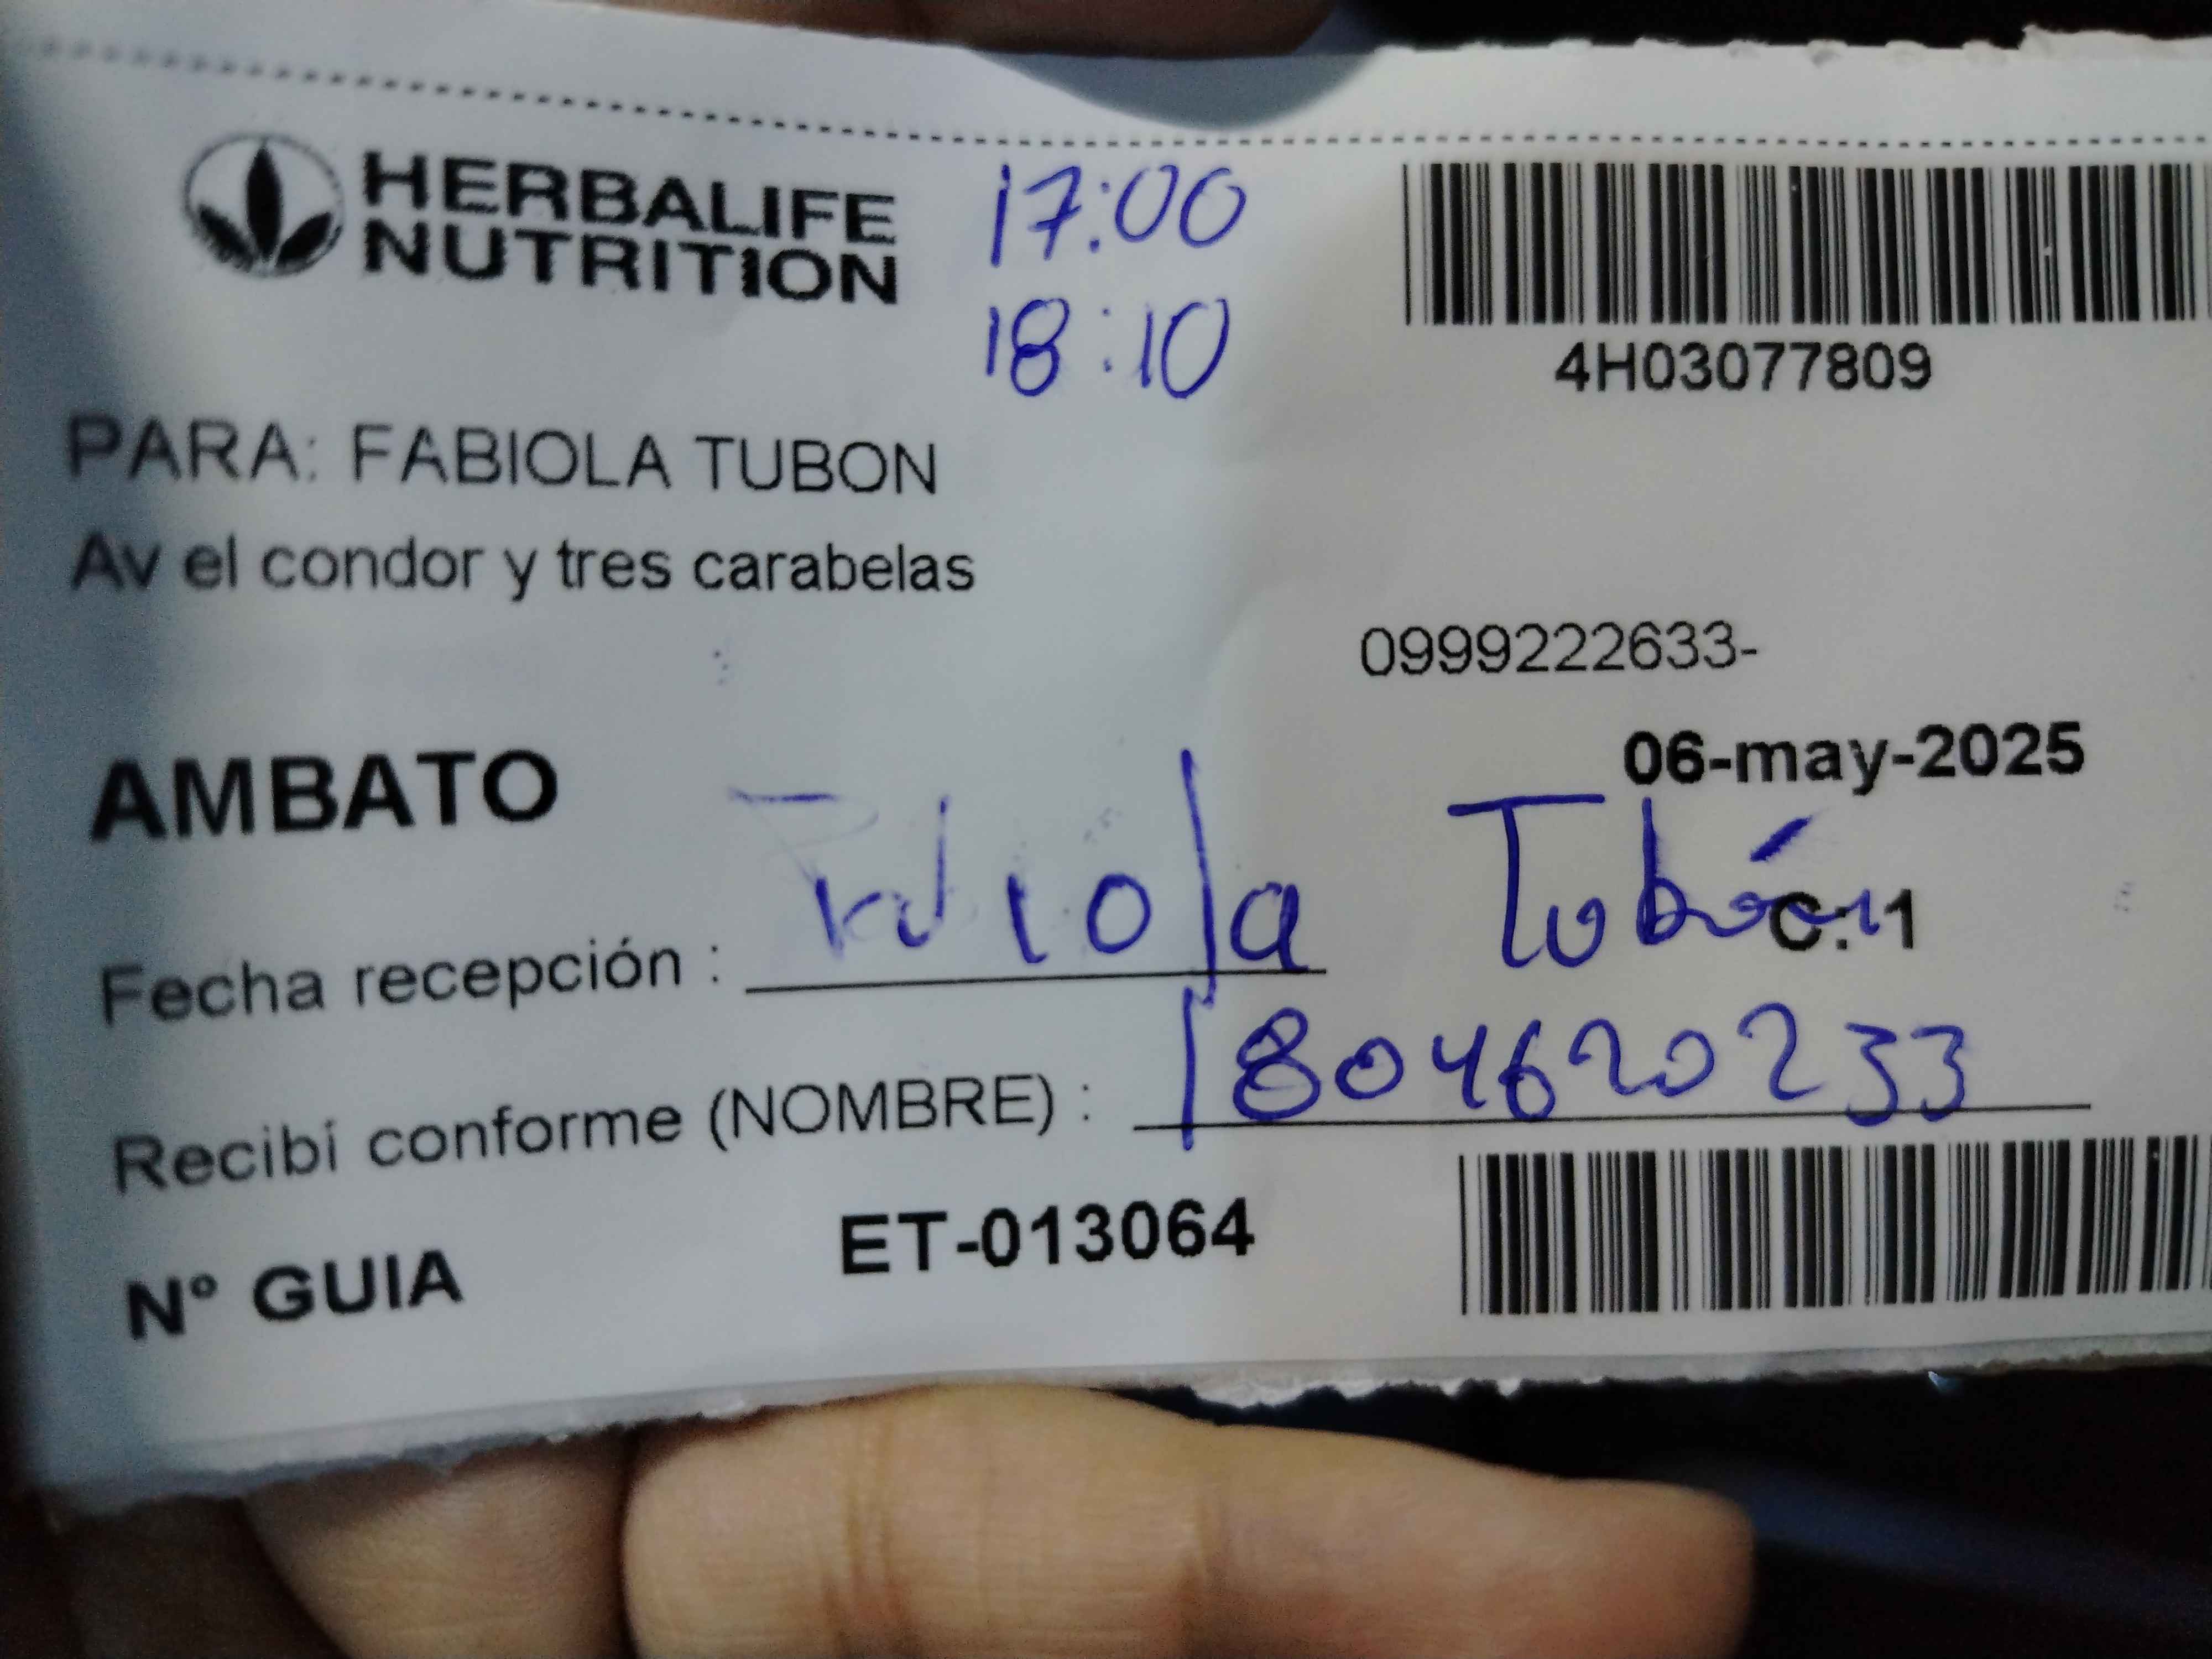 HERBALIFE
NUTRITION
17:00
18:10
4H03077809
PARA: FABIOLA TUBON
Av el condor y tres carabelas
0999222633-
06-may-2025
AMBATO
Tubón
C:1
Fecha recepción :
Recibí conforme (NOMBRE) : 1804620233
N° GUIA ET-013064